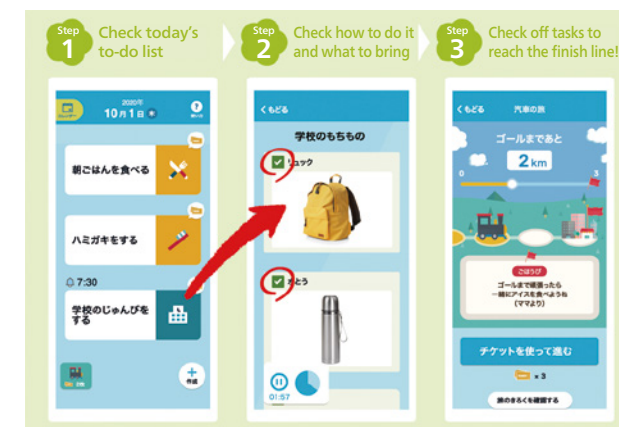 Step
1
Check today's
to-do list
Step
2
Check how to do it
and what to bring
Step
3
Check off tasks to
reach the finish line!
2020年
10月1日
朝ごはんを食べる
ハミガキをする
7:30
学校のじゅんびを
する
作成
くもどる
学校のもちもの
リュック
とう
01:57
くもどる
汽車の旅
ゴールまであと
2 km
0
3
ごほうび
ゴールまで頑張ったら
一緒にアイスを食べようね
(ママより)
チケットを使って進む
× 3
旅のきろくを確認する